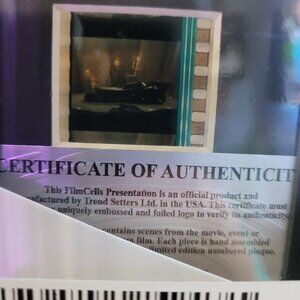 CERTIFICATE OF AUTHENTICIT
This FilmCells Presentation is an official product and
nufactured by Trend Setters Ltd. in the USA. This certificate must
uniquely embossed and foiled logo to verify its authenticity.
contains scenes from the movie, event or
film. Each piece is hand assembled
limited edition numbered plaque.